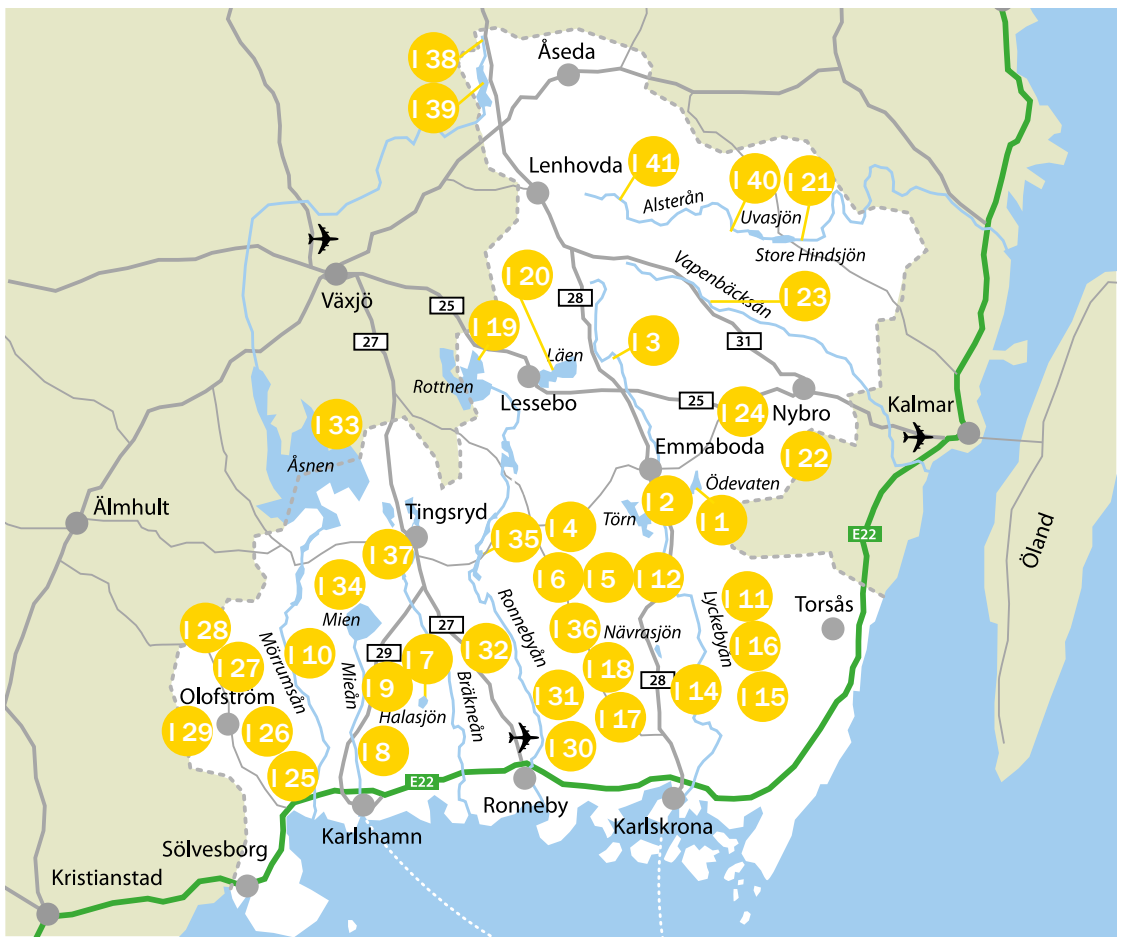 I 38
Åseda
I 39
Lenhovda
I 41
I 40
I 21
Alsterån
Uvasjön
Store Hindsjön
Växjö
I 20
Vapenbäcksån
I 23
25
28
I 19
27
I 3
31
Läen
Rottnen
Lessebo
25
Nybro
I 24
Kalmar
I 33
Emmaboda
I 22
Åsnen
Ödevaten
I 2
Älmhult
Tingsryd
I 4
Törn
I 1
E22
Öland
I 35
I 37
I 6
I 5
I 12
I 34
Lyckebyån
I 11
Torsås
Mien
Ronnebyån
I 28
27
I 36
Nävrasjön
I 16
Mörrumsån
I 10
29
I 7
I 32
I 27
I 18
Mieån
I 9
Bräkneån
28
I 14
I 15
Olofström
Halasjön
I 31
I 17
I 29
I 26
I 8
I 30
I 25
E22
Ronneby
Karlshamn
Karlskrona
Sölvesborg
Kristianstad